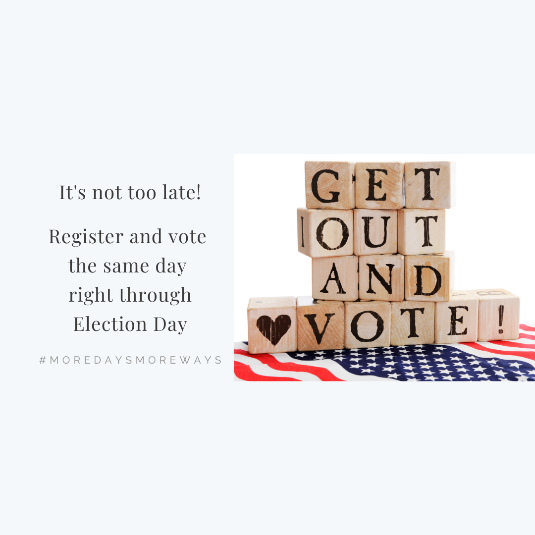 It's not too late!
Register and vote
the same day
right through
Election Day
#MOREDAYSMOREWAYS
GET
OUT
AND
♥VOTE!